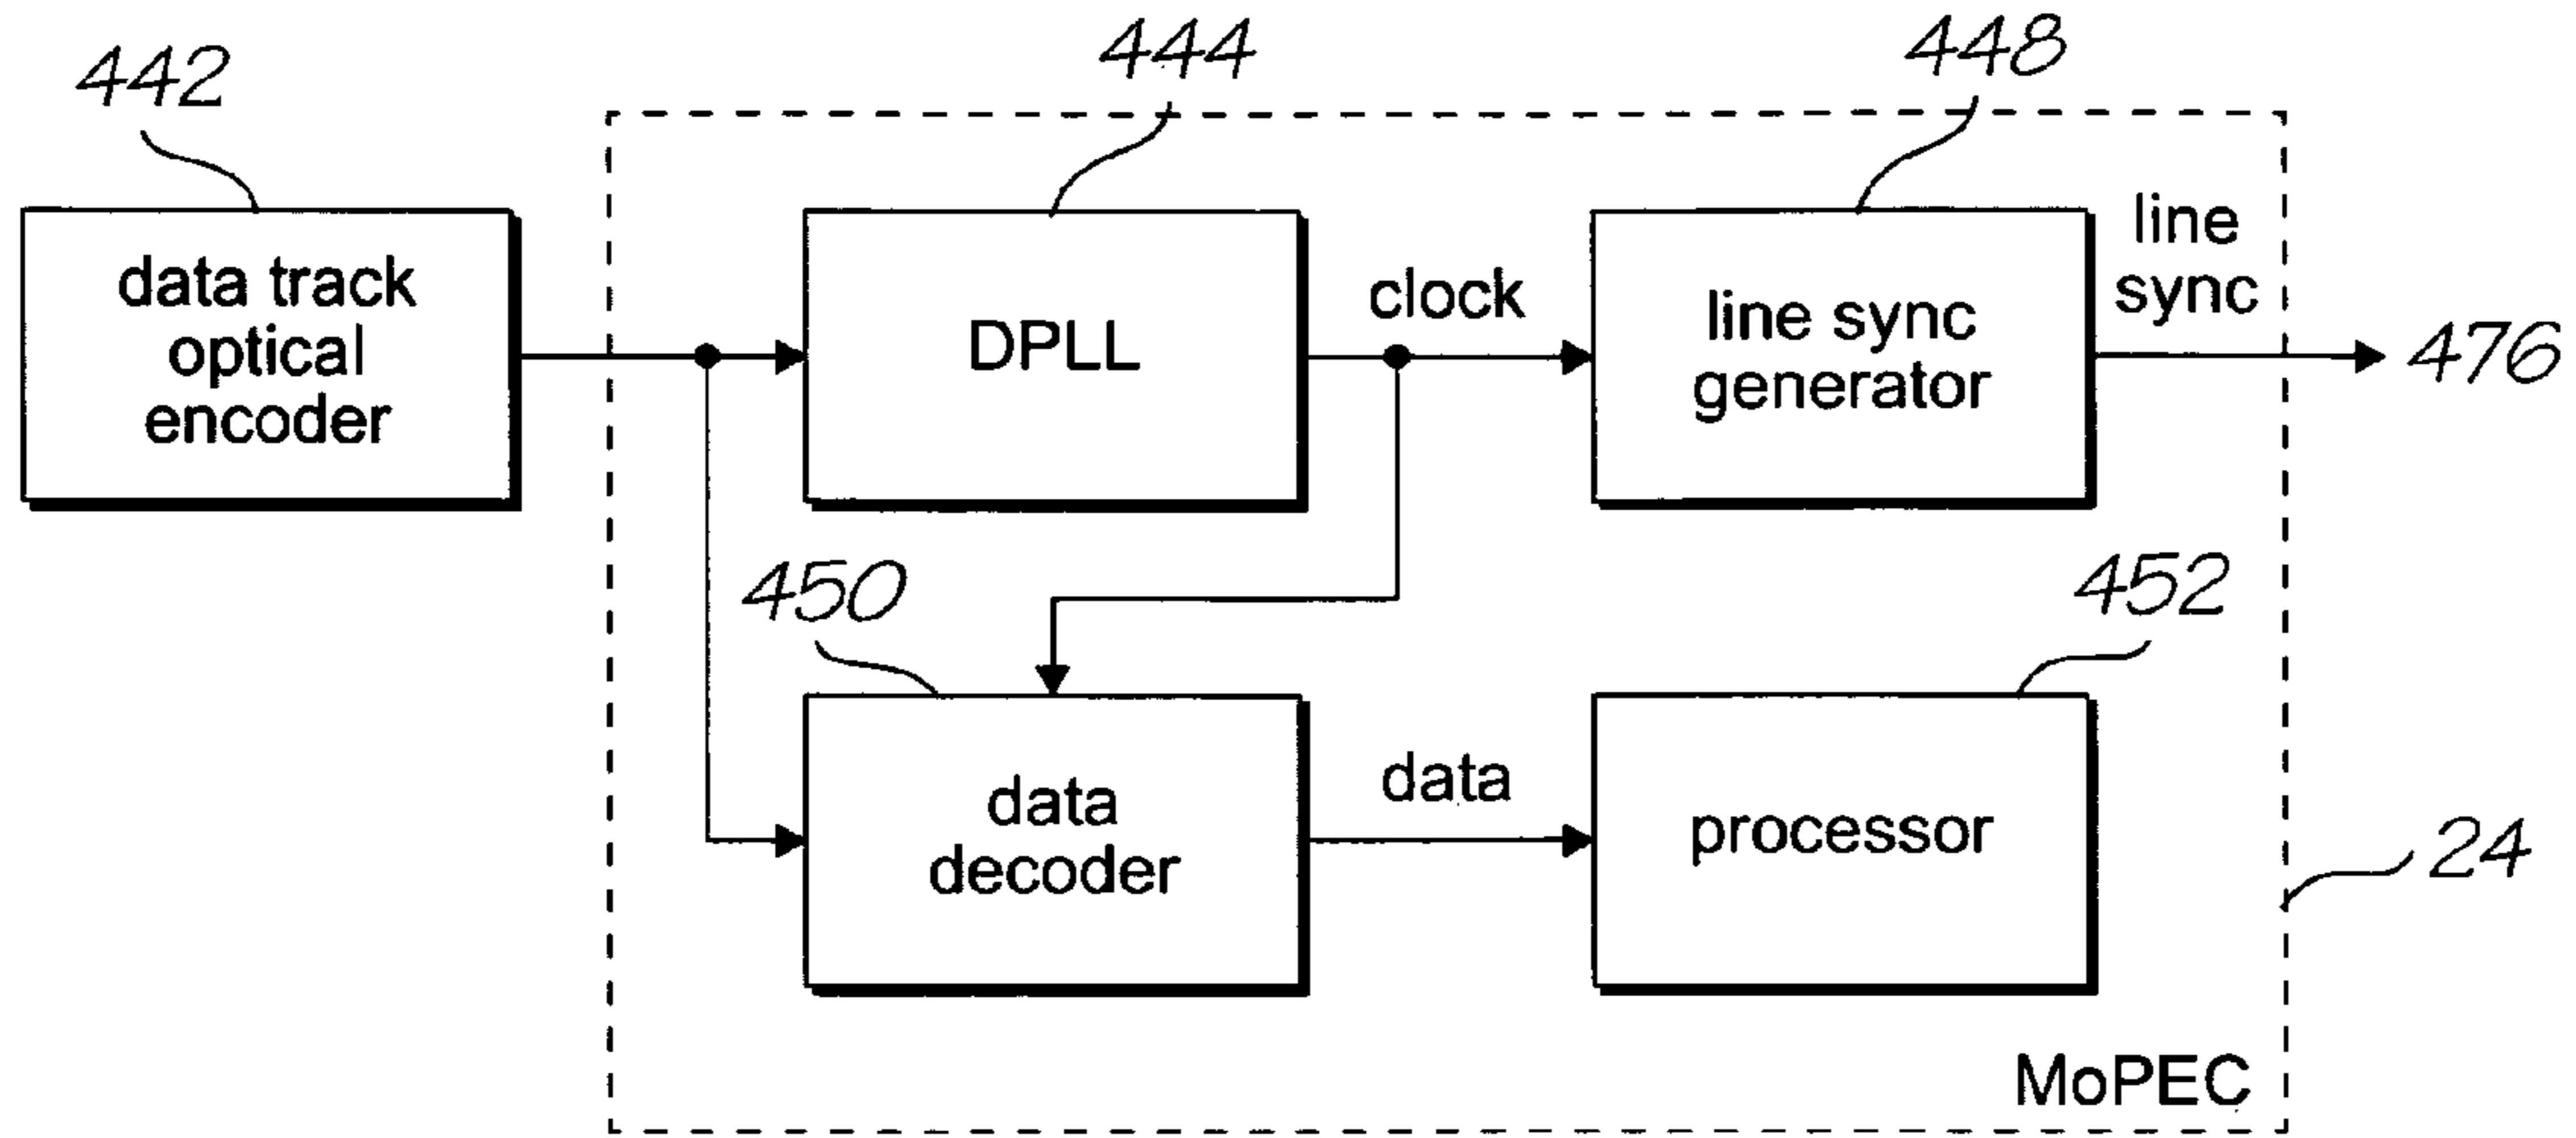 442
444
448
data track
optical
encoder
DPLL
clock
line sync
generator
line
sync
476
450
452
data
decoder
data
processor
24
MoPEC